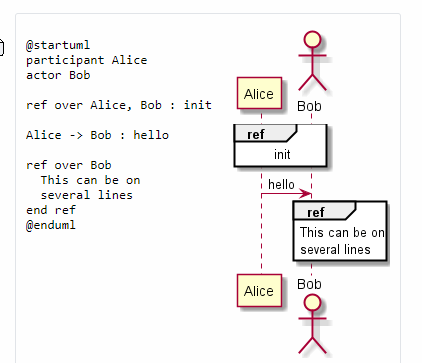 @startuml
participant Alice
actor Bob
ref over Alice, Bob : init
Alice -> Bob : hello
ref over Bob
This can be on
several lines
end ref
@enduml
Alice
Bob
ref
init
hello
ref
This can be on
several lines
Alice
Bob